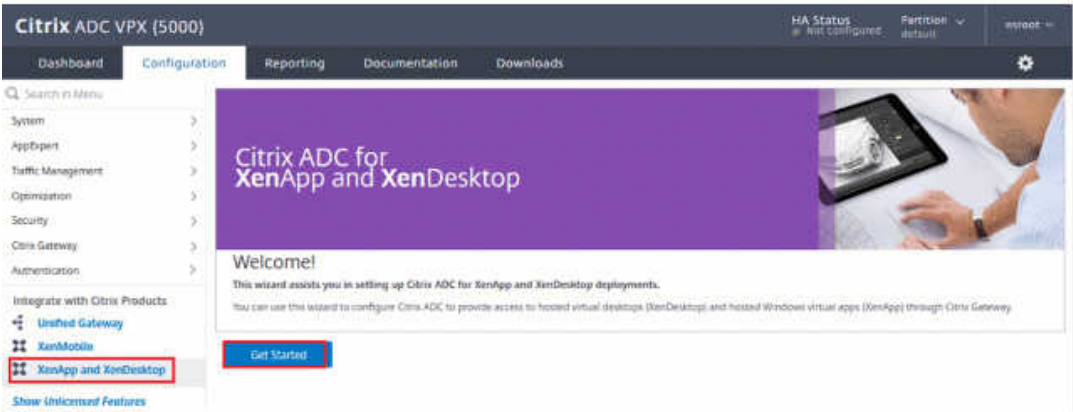 Citrix ADC VPX (5000)
HA Status
Not configured
Partition
default
nsroot
Dashboard Configuration Reporting Documentation Downloads
Search in Menu
System
AppExpert
Traffic Management
Optimization
Security
Citrix Gateway
Authentication
Integrate with Citrix Products
Unified Gateway
XenMobile
XenApp and XenDesktop
Show Unlicensed Features
Citrix ADC for
XenApp and XenDesktop
Welcome!
This wizard assists you in setting up Citrix ADC for XenApp and XenDesktop deployments.
You can use this wizard to configure Citrix ADC to provide access to hosted virtual desktops (XenDesktop) and hosted Windows virtual apps (XenApp) through Citrix Gateway.
Get Started